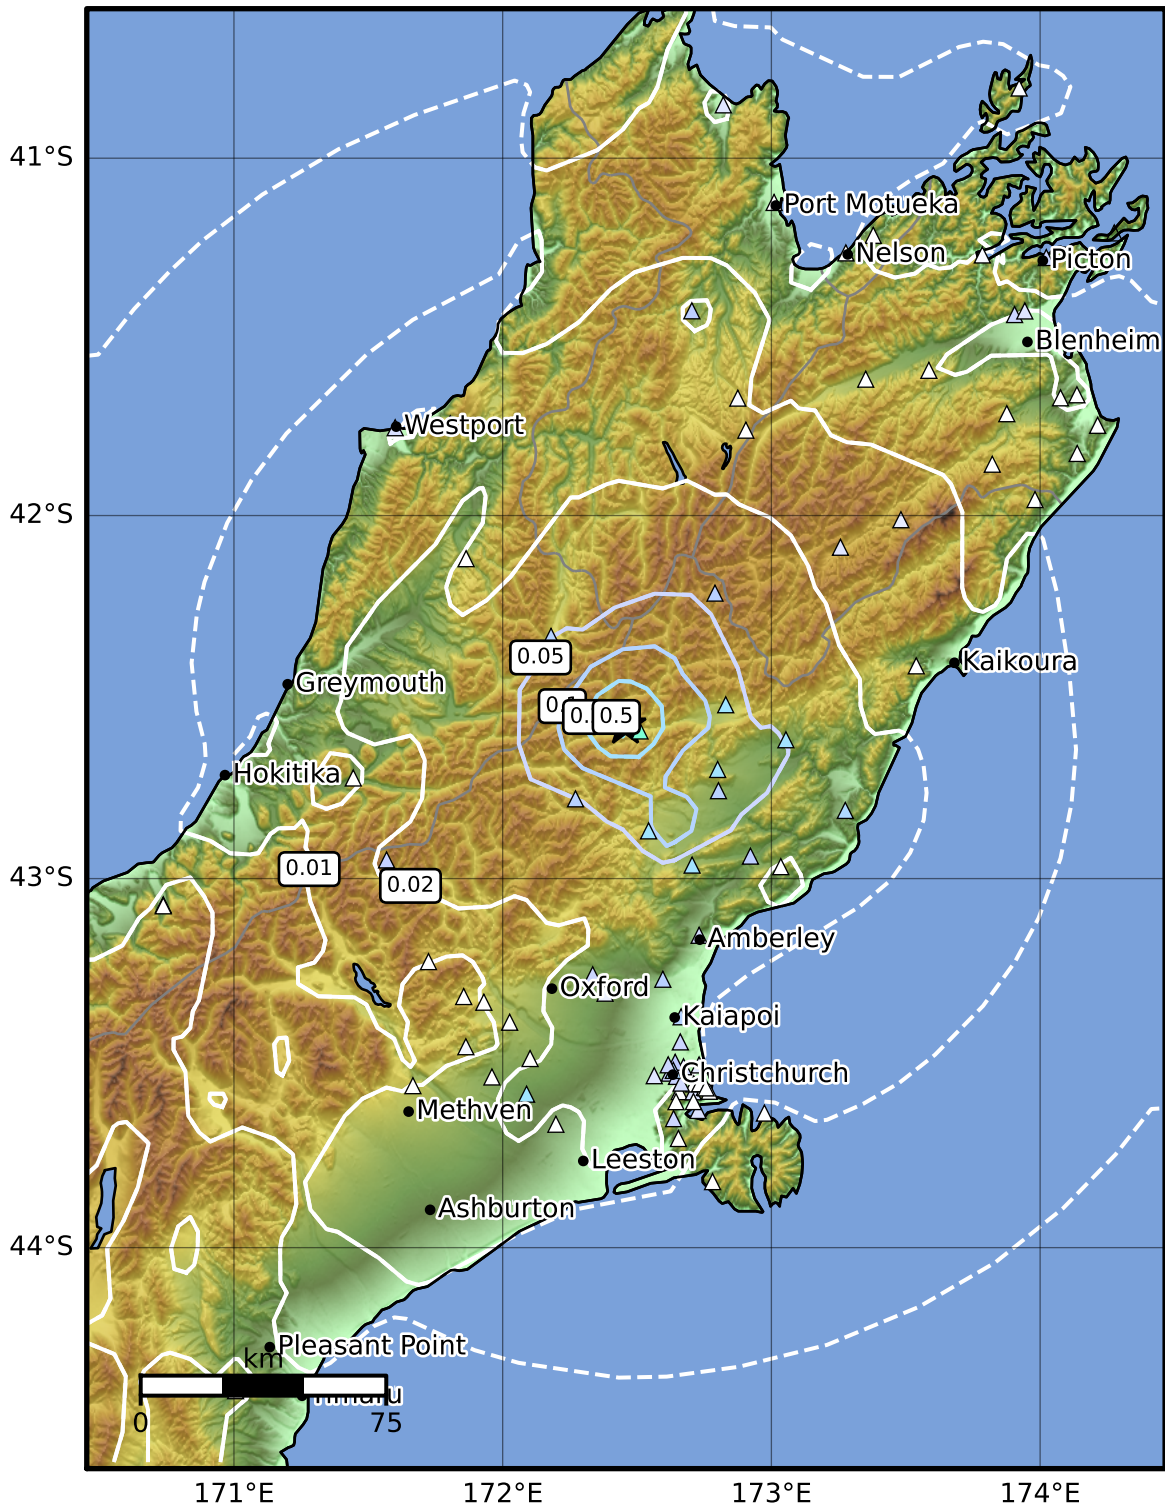 41°S
Port Motueka
Nelson
Picton
Blenheim
Westport
42°S
0.05
Kaikoura
Greymouth
0.5
Hokitika
0.01
43°S
0.02
Amberley
Oxford
Kaiapoi
Christchurch
Methven
Leeston
Ashburton
44°S
Pleasant Point
km
0
75
171°E
172°E
173°E
174°E